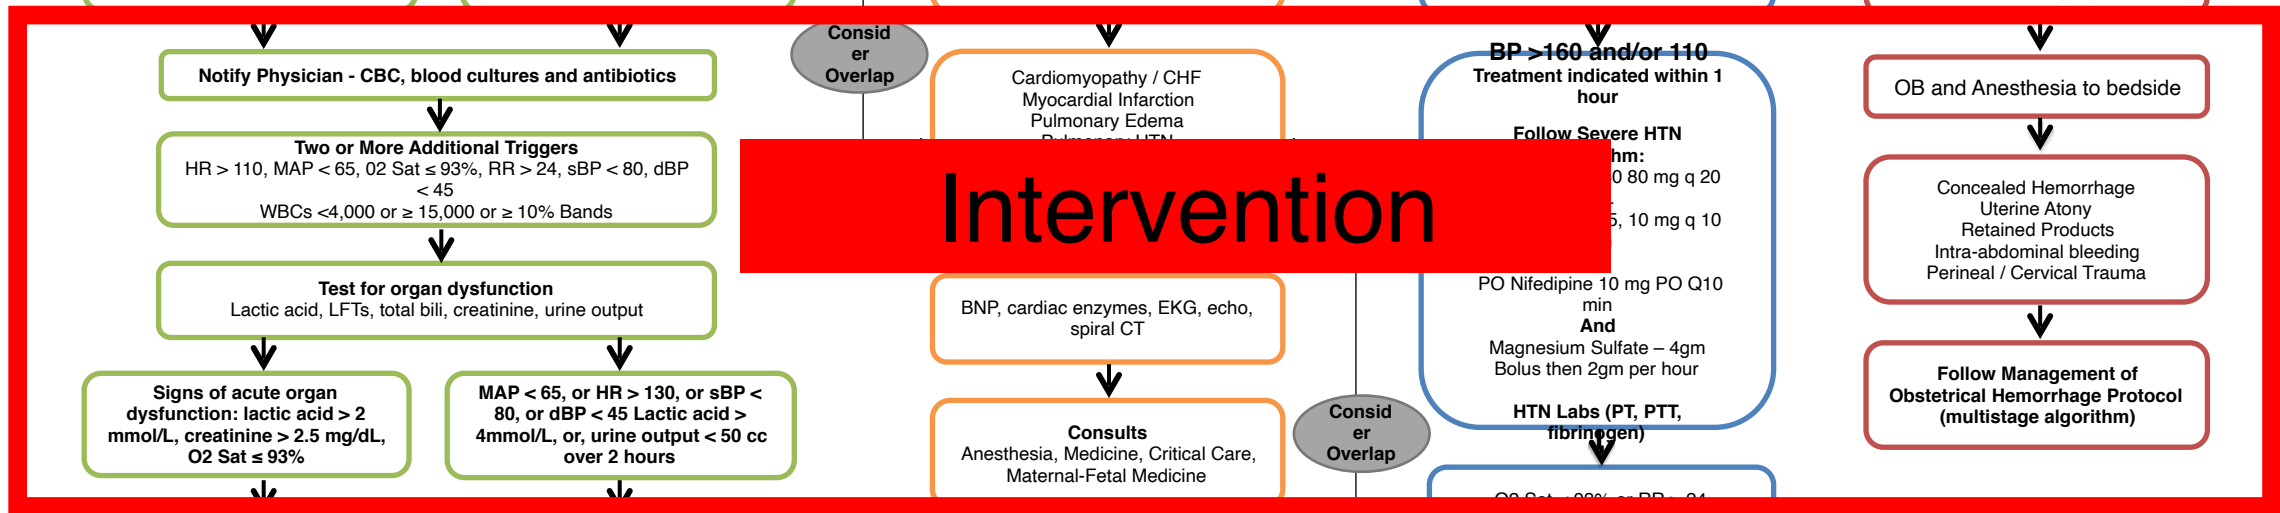 Notify Physician - CBC, blood cultures and antibiotics
Two or More Additional Triggers
HR > 110, MAP < 65, 02 Sat ≤ 93%, RR > 24, sBP < 80, dBP
< 45
WBCs <4,000 or ≥ 15,000 or ≥ 10% Bands
Test for organ dysfunction
Lactic acid, LFTs, total bili, creatinine, urine output
Signs of acute organ
dysfunction: lactic acid > 2
mmol/L, creatinine > 2.5 mg/dL,
O2 Sat ≤ 93%
MAP < 65, or HR > 130, or sBP <
80, or dBP < 45 Lactic acid >
4mmol/L, or, urine output < 50 cc
over 2 hours
Consid
er
Overlap
Cardiomyopathy / CHF
Myocardial Infarction
Pulmonary Edema
Intervention
BNP, cardiac enzymes, EKG, echo,
spiral CT
Consults
Anesthesia, Medicine, Critical Care,
Maternal-Fetal Medicine
Consid
er
Overlap
BP >160 and/or 110
Treatment indicated within 1
hour
Follow Severe HTN
hm:
80 mg q 20
10 mg q 10
PO Nifedipine 10 mg PO Q10
min
And
Magnesium Sulfate – 4gm
Bolus then 2gm per hour
HTN Labs (PT, PTT,
fibrinogen)
OB and Anesthesia to bedside
Concealed Hemorrhage
Uterine Atony
Retained Products
Intra-abdominal bleeding
Perineal / Cervical Trauma
Follow Management of
Obstetrical Hemorrhage Protocol
(multistage algorithm)